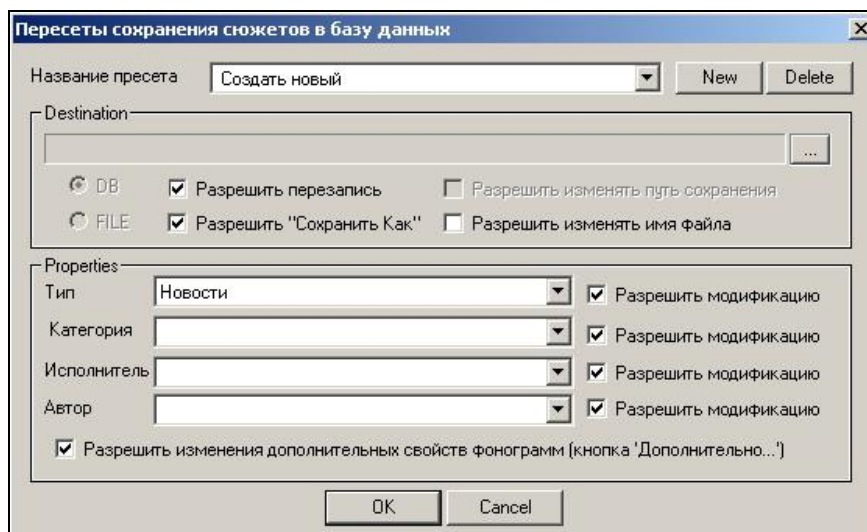 Пересеты сохранения сюжетов в базу данных
Название пресета Создать новый New Delete
Destination
...
DB Разрешить перезапись Разрешить изменять путь сохранения
FILE Разрешить "Сохранить Как" Разрешить изменять имя файла
Properties
Тип Новости Разрешить модификацию
Категория Разрешить модификацию
Исполнитель Разрешить модификацию
Автор Разрешить модификацию
Разрешить изменения дополнительных свойств фонограмм (кнопка 'Дополнительно...')
OK Cancel